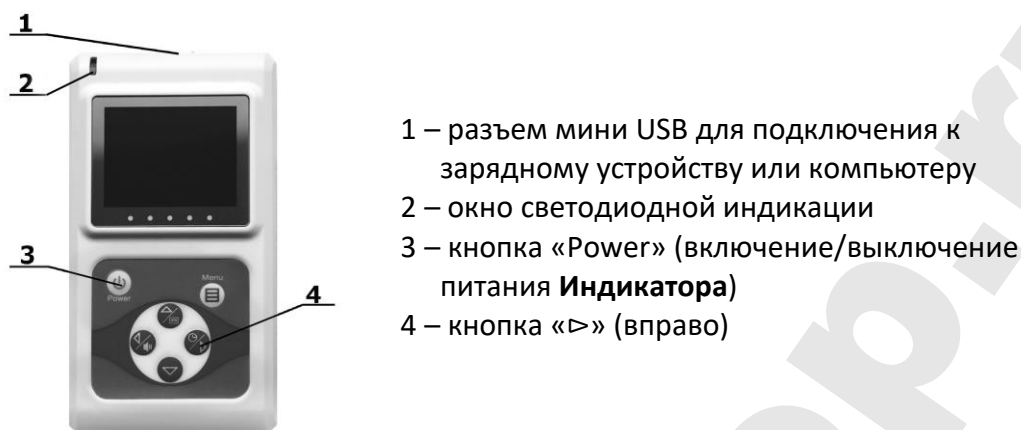 1
2
3
4
Power
Menu
1 – разъем мини USB для подключения к
зарядному устройству или компьютеру
2 – окно светодиодной индикации
3 – кнопка «Power» (включение/выключение
питания Индикатора)
4 – кнопка «▻» (вправо)